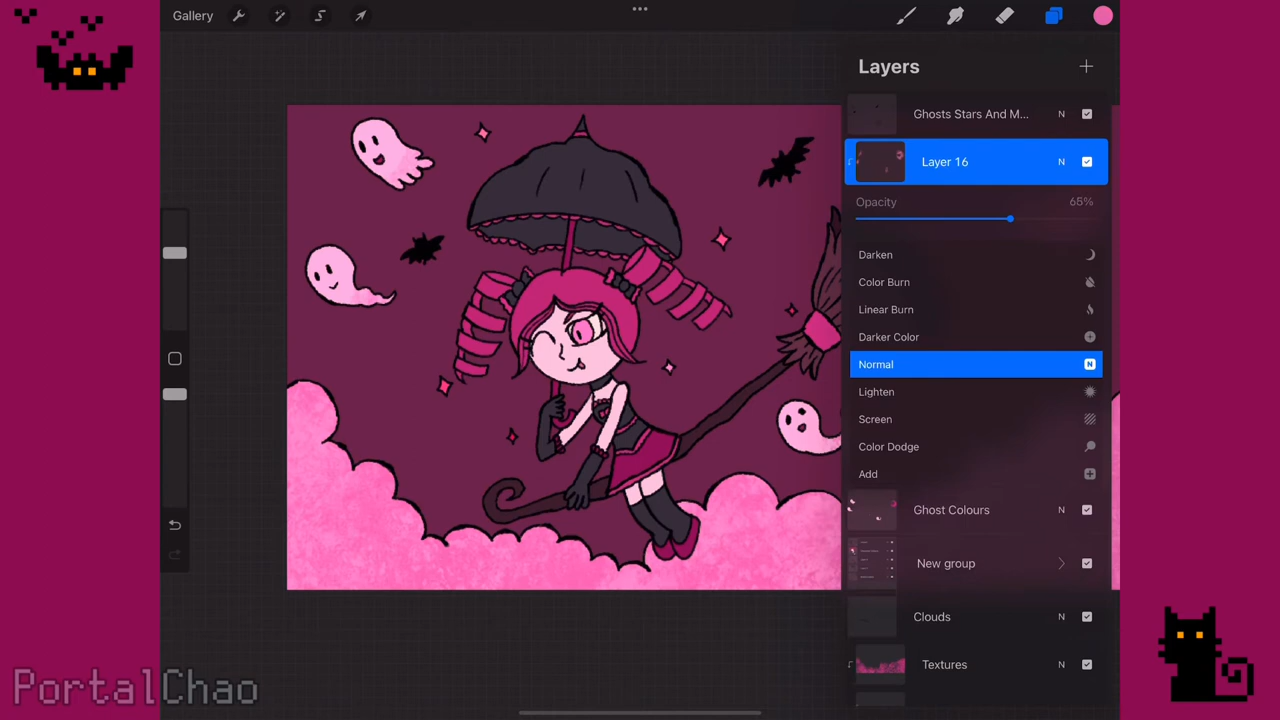 Gallery
Layers
Ghosts Stars And M... N
Layer 16 N
Opacity 65%
Darken
Color Burn
Linear Burn
Darker Color
Normal N
Lighten
Screen
Color Dodge
Add
Ghost Colours N
New group
Clouds N
Textures N
PortalChao